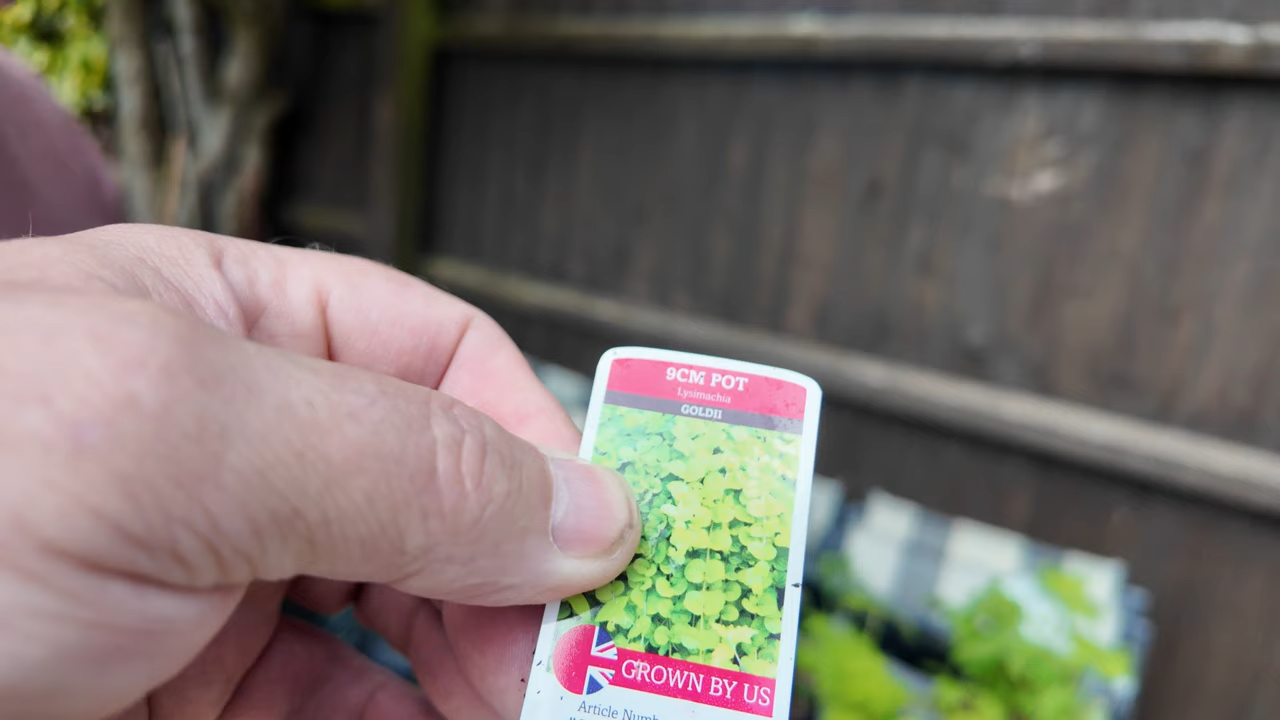 9CM POT
Lysimachia
GOLDII
GROWN BY US
Article Numb